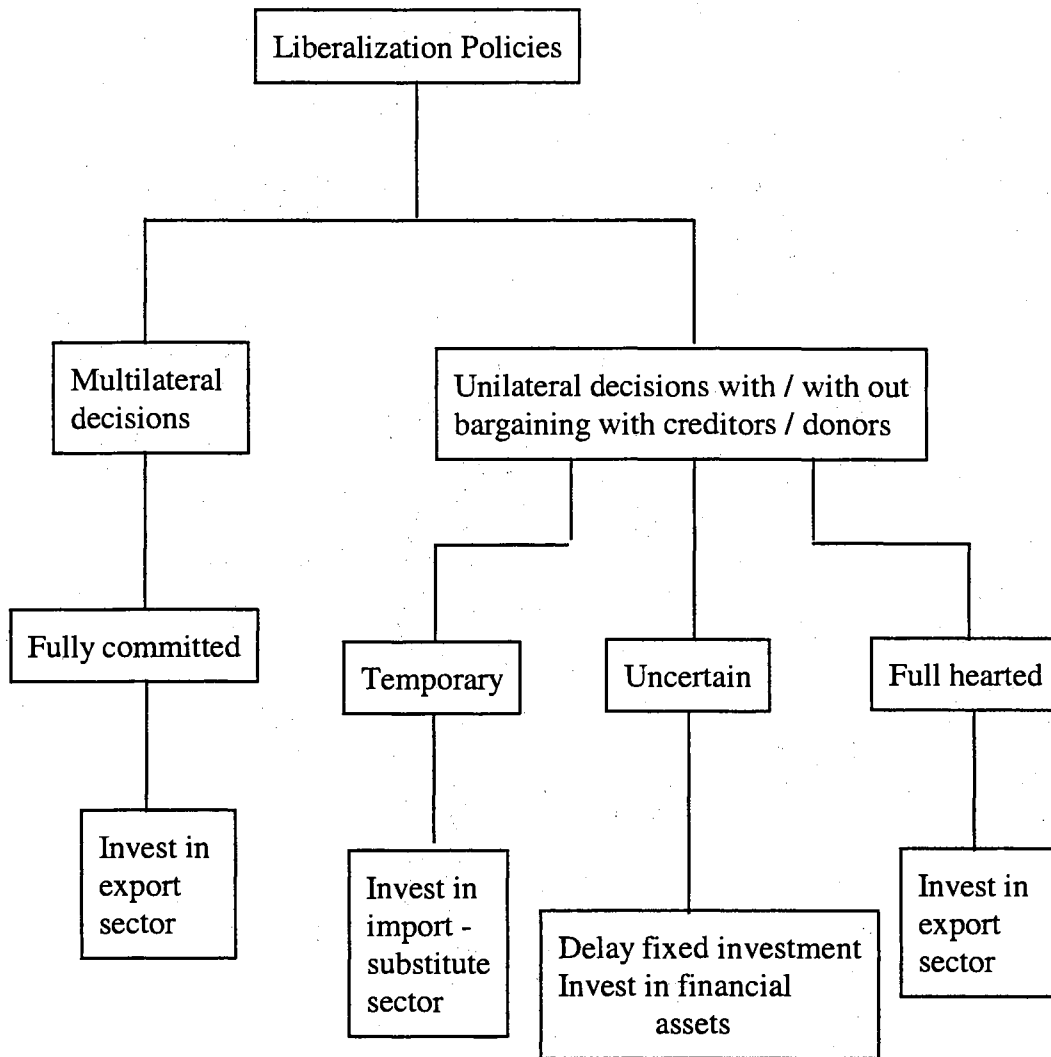 Liberalization Policies
Multilateral
decisions
Unilateral decisions with / with out
bargaining with creditors / donors
Fully committed
Temporary
Uncertain
Full hearted
Invest in
export
sector
Invest in
import -
substitute
sector
Delay fixed investment
Invest in financial
assets
Invest in
export
sector